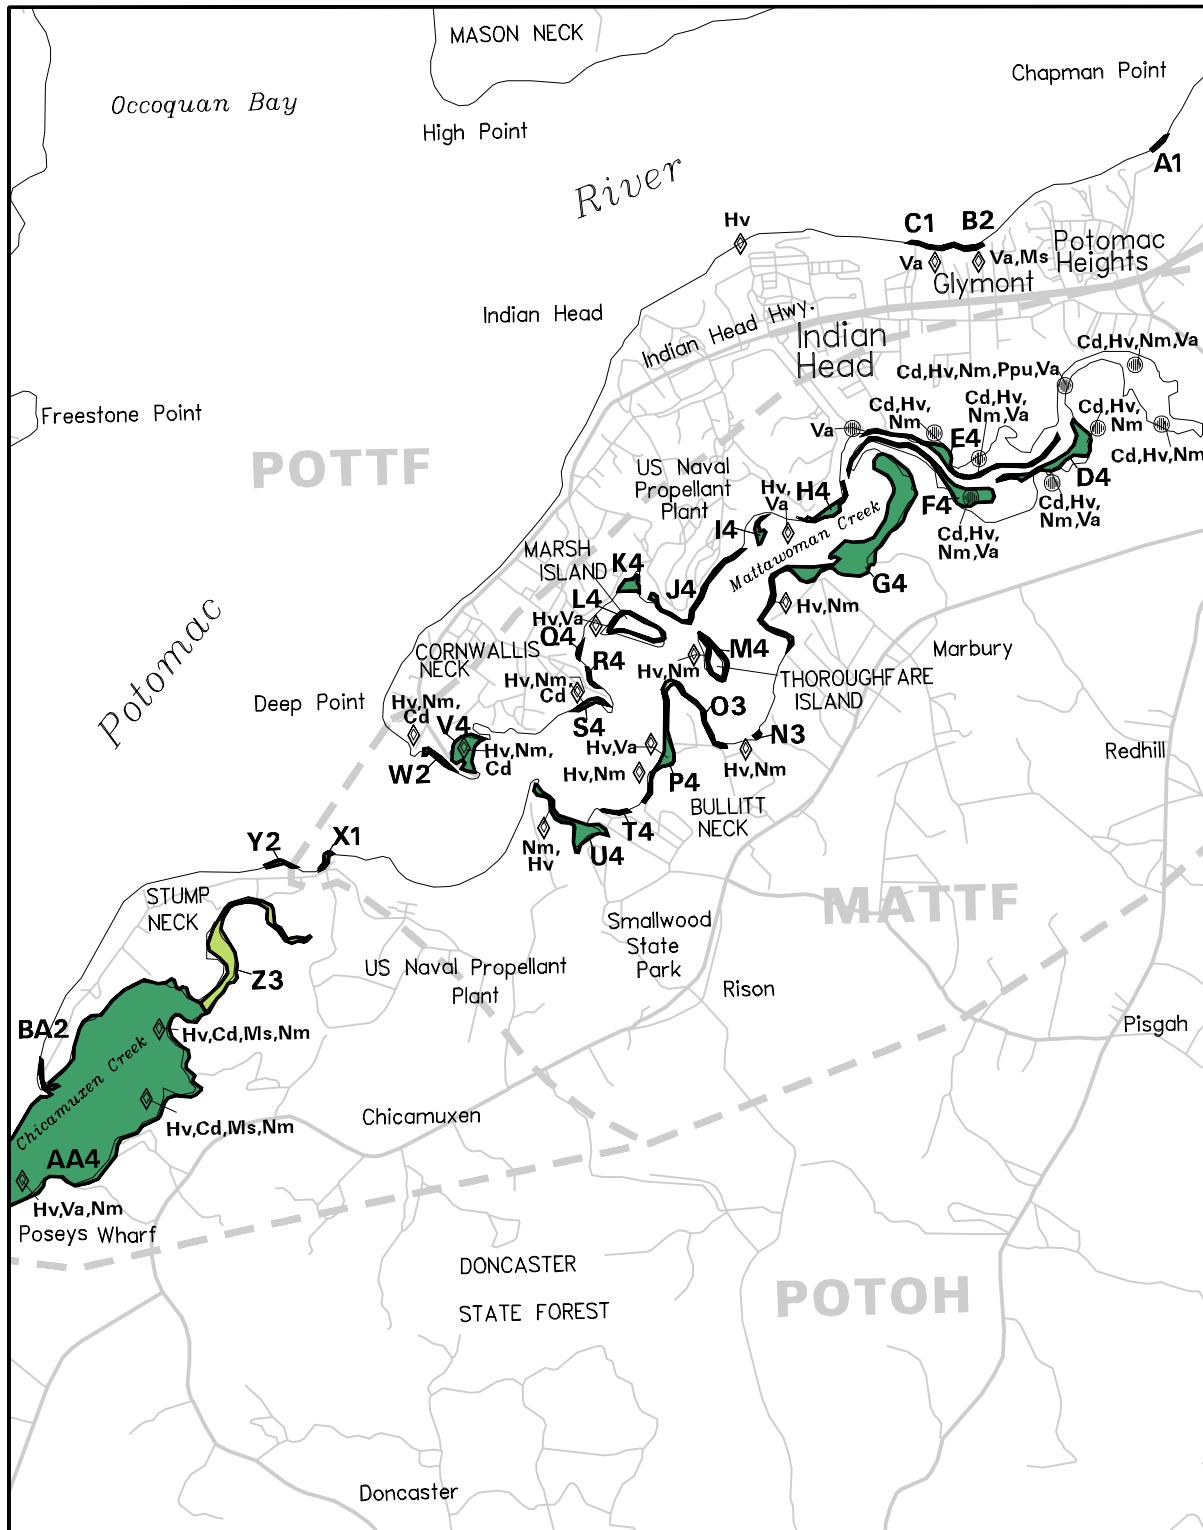 MASON NECK
Chapman Point
Occoquan Bay
High Point
A1
River
Hv
C1
B2
Potomac
Heights
Va
Va,Ms
Glymont
Indian Head
Indian Head Hwy.
Indian
Head
Cd,Hv,Nm,Va
Cd,Hv,Nm,Ppu,Va
Freestone Point
Cd,Hv,
Nm
Cd,Hv,
Nm,Va
Cd,Hv,
Nm
Va
E4
Cd,Hv,Nm
POTTF
US Naval
Propellant
Plant
Hv,
Va
H4
D4
F4
Cd,Hv,
Nm,Va
Cd,Hv,
Nm,Va
I4
Mattawoman Creek
MARSH
ISLAND
K4
J4
G4
L4
Hv,Nm
Hv,Va
Q4
CORNWALLIS
NECK
R4
M4
Marbury
Hv,Nm
THOROUGHFARE
ISLAND
Potomac
Deep Point
Hv,Nm,
Cd
Hv,Nm,
Cd
O3
S4
V4
N3
Hv,Nm,
Cd
Hv,Va
Redhill
W2
Hv,Nm
Hv,Nm
P4
BULLITT
NECK
T4
Y2
X1
Nm,
Hv
U4
STUMP
NECK
MATTF
Smallwood
State
Park
US Naval Propellant
Plant
Z3
Rison
BA2
Hv,Cd,Ms,Nm
Pisgah
Chicamuxen Creek
Chicamuxen
Hv,Cd,Ms,Nm
AA4
Hv,Va,Nm
Poseys Wharf
DONCASTER
STATE FOREST
POTOH
Doncaster